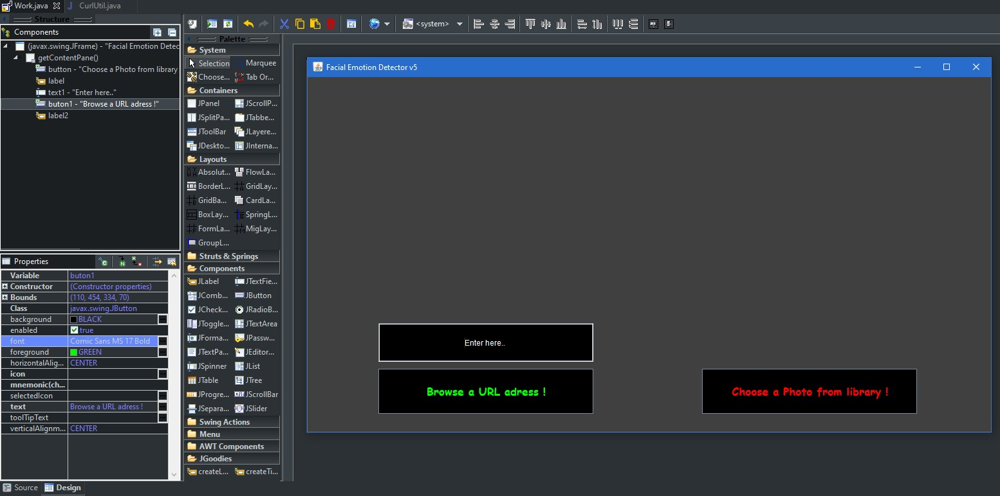 Work.java
CurlUtil.java
Structure
Components
(javax.swing.JFrame) - "Facial Emotion Detec
getContentPane()
button - "Choose a Photo from library
label
text1 - "Enter here.."
buton1 - "Browse a URL adress !"
label2
Properties
Variable buton1
Constructor (Constructor properties)
Bounds (110, 454, 334, 70)
Class javax.swing.JButton
background BLACK
enabled true
font Comic Sans MS 17 Bold
foreground GREEN
horizontalAlig... CENTER
icon
mnemonic(ch...
selectedIcon
text Browse a URL adress !
toolTipText
verticalAlignm... CENTER
Source Design
<system>
Palette
System
Selection Marquee
Choose... Tab Or...
Containers
JPanel JScrollP...
JSplitPa... JTabbe...
JToolBar JLayere...
JDeskto... JInterna...
Layouts
Absolut... FlowLa...
BorderL... GridLay...
GridBa... CardLa...
BoxLay... SpringL...
FormLa... MigLay...
GroupL...
Struts & Springs
Components
JLabel JTextFie...
JComb... JButton
JCheck... JRadioB...
JToggle... JTextArea
JForma... JPassw...
JTextPa... JEditor...
JSpinner JList
JTable JTree
JProgre... JScrollBar
JSepara... JSlider
Swing Actions
Menu
AWT Components
JGoodies
createL... createTi...
Facial Emotion Detector v5
Enter here..
Browse a URL adress !
Choose a Photo from library !